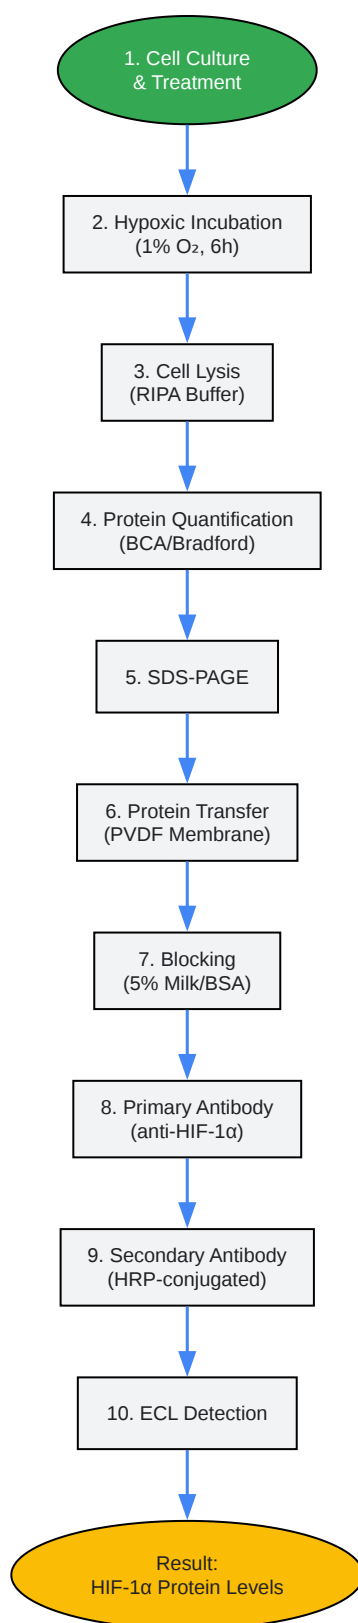 1. Cell Culture
& Treatment
2. Hypoxic Incubation
(1% O₂, 6h)
3. Cell Lysis
(RIPA Buffer)
4. Protein Quantification
(BCA/Bradford)
5. SDS-PAGE
6. Protein Transfer
(PVDF Membrane)
7. Blocking
(5% Milk/BSA)
8. Primary Antibody
(anti-HIF-1α)
9. Secondary Antibody
(HRP-conjugated)
10. ECL Detection
Result:
HIF-1α Protein Levels